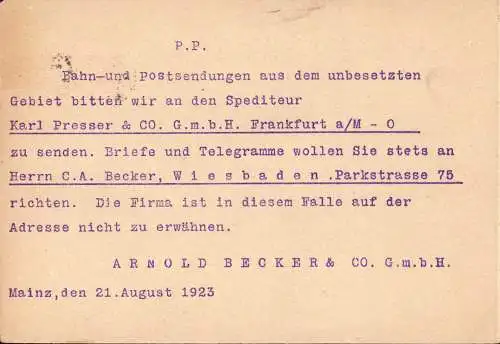 P.P.
Bahn-und Postsendungen aus dem unbesetzten
Gebiet bitten wir an den Spediteur
Karl Presser & CO. G.m.b.H. Frankfurt a/M - O
zu senden. Briefe und Telegramme wollen Sie stets an
Herrn C.A. Becker, W i e s b a d e n .Parkstrasse 75
richten. Die Firma ist in diesem Falle auf der
Adresse nicht zu erwähnen.
A R N O L D B E C K E R & CO. G.m.b.H.
Mainz,den 21.August 1923